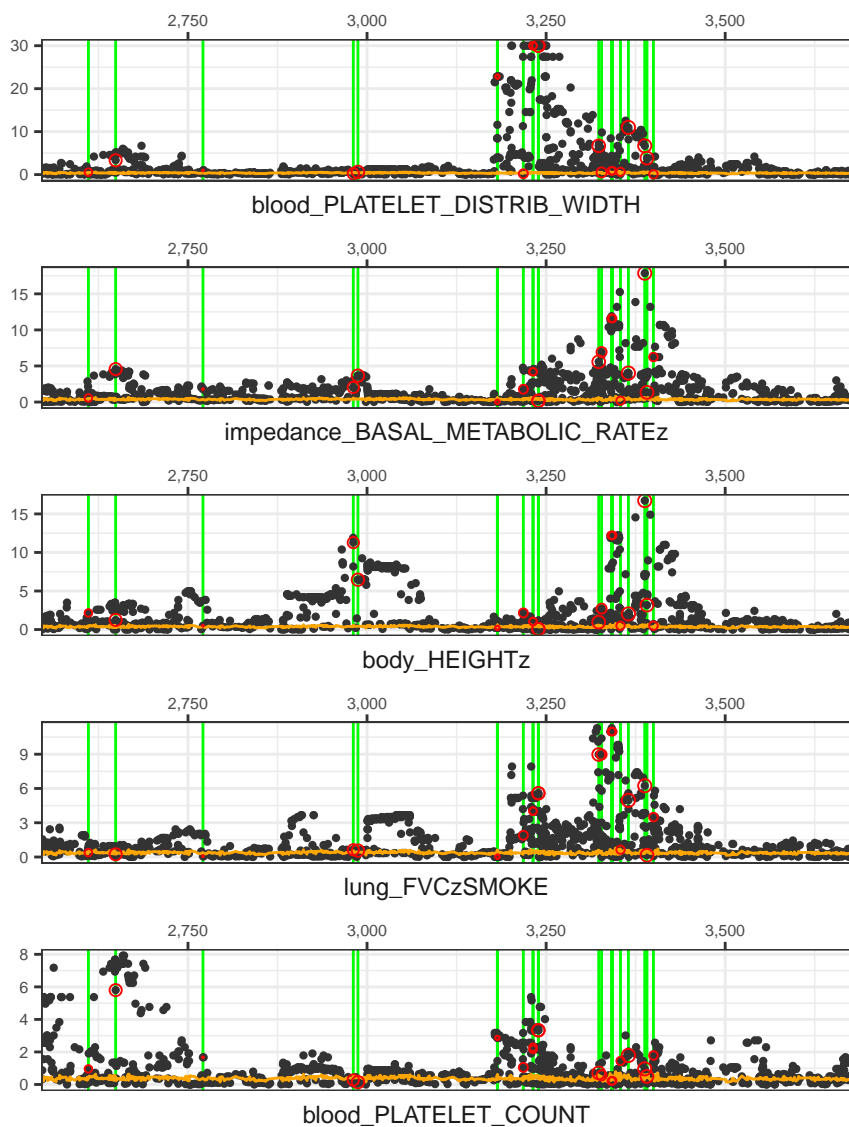 2,750 3,000 3,250 3,500
30
20
10
0
blood_PLATELET_DISTRIB_WIDTH
2,750 3,000 3,250 3,500
15
10
5
0
impedance_BASAL_METABOLIC_RATEz
2,750 3,000 3,250 3,500
15
10
5
0
body_HEIGHTz
2,750 3,000 3,250 3,500
9
6
3
0
lung_FVCzSMOKE
2,750 3,000 3,250 3,500
8
6
4
2
0
blood_PLATELET_COUNT